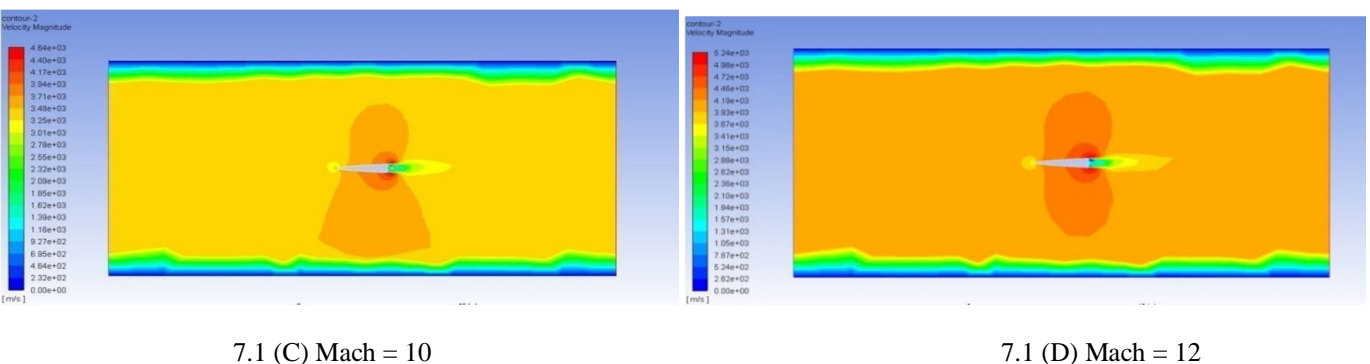 contour-2
Velocity Magnitude
4.64e+03
4.40e+03
4.17e+03
3.94e+03
3.71e+03
3.48e+03
3.25e+03
3.01e+03
2.78e+03
2.55e+03
2.32e+03
2.09e+03
1.85e+03
1.62e+03
1.39e+03
1.16e+03
9.27e+02
6.95e+02
4.64e+02
2.32e+02
0.00e+00
[m/s]
contour-2
Velocity Magnitude
5.24e+03
4.98e+03
4.72e+03
4.46e+03
4.19e+03
3.93e+03
3.67e+03
3.41e+03
3.15e+03
2.88e+03
2.62e+03
2.36e+03
2.10e+03
1.84e+03
1.57e+03
1.31e+03
1.05e+03
7.87e+02
5.24e+02
2.62e+02
0.00e+00
[m/s]
7.1 (C) Mach = 10
7.1 (D) Mach = 12